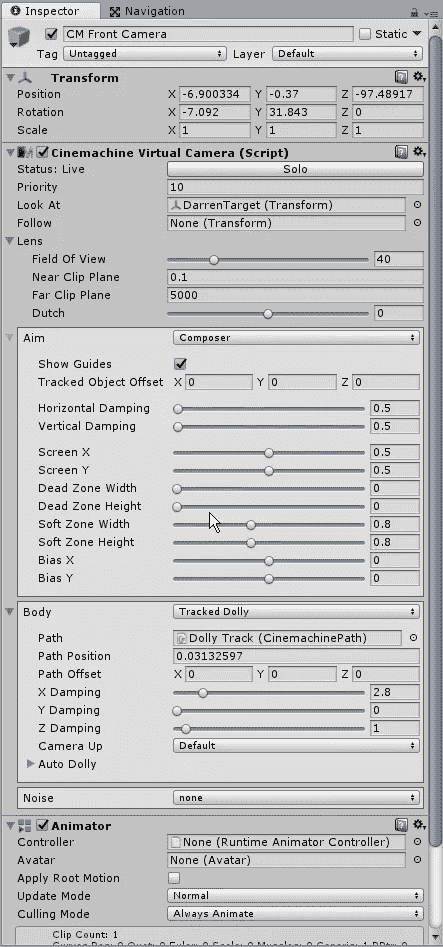 Inspector Navigation
CM Front Camera Static
Tag Untagged Layer Default
Transform
Position X -6.900334 Y -0.37 Z -97.48917
Rotation X -7.092 Y 31.843 Z 0
Scale X 1 Y 1 Z 1
Cinemachine Virtual Camera (Script)
Status: Live Solo
Priority 10
Look At DarrenTarget (Transform)
Follow None (Transform)
Lens
Field Of View 40
Near Clip Plane 0.1
Far Clip Plane 5000
Dutch 0
Aim Composer
Show Guides
Tracked Object Offset X 0 Y 0 Z 0
Horizontal Damping 0.5
Vertical Damping 0.5
Screen X 0.5
Screen Y 0.5
Dead Zone Width 0
Dead Zone Height 0
Soft Zone Width 0.8
Soft Zone Height 0.8
Bias X 0
Bias Y 0
Body Tracked Dolly
Path Dolly Track (CinemachinePath)
Path Position 0.03132597
Path Offset X 0 Y 0 Z 0
X Damping 2.8
Y Damping 0
Z Damping 1
Camera Up Default
Auto Dolly
Noise none
Animator
Controller None (Runtime Animator Controller)
Avatar None (Avatar)
Apply Root Motion
Update Mode Normal
Culling Mode Always Animate
Clip Count: 1